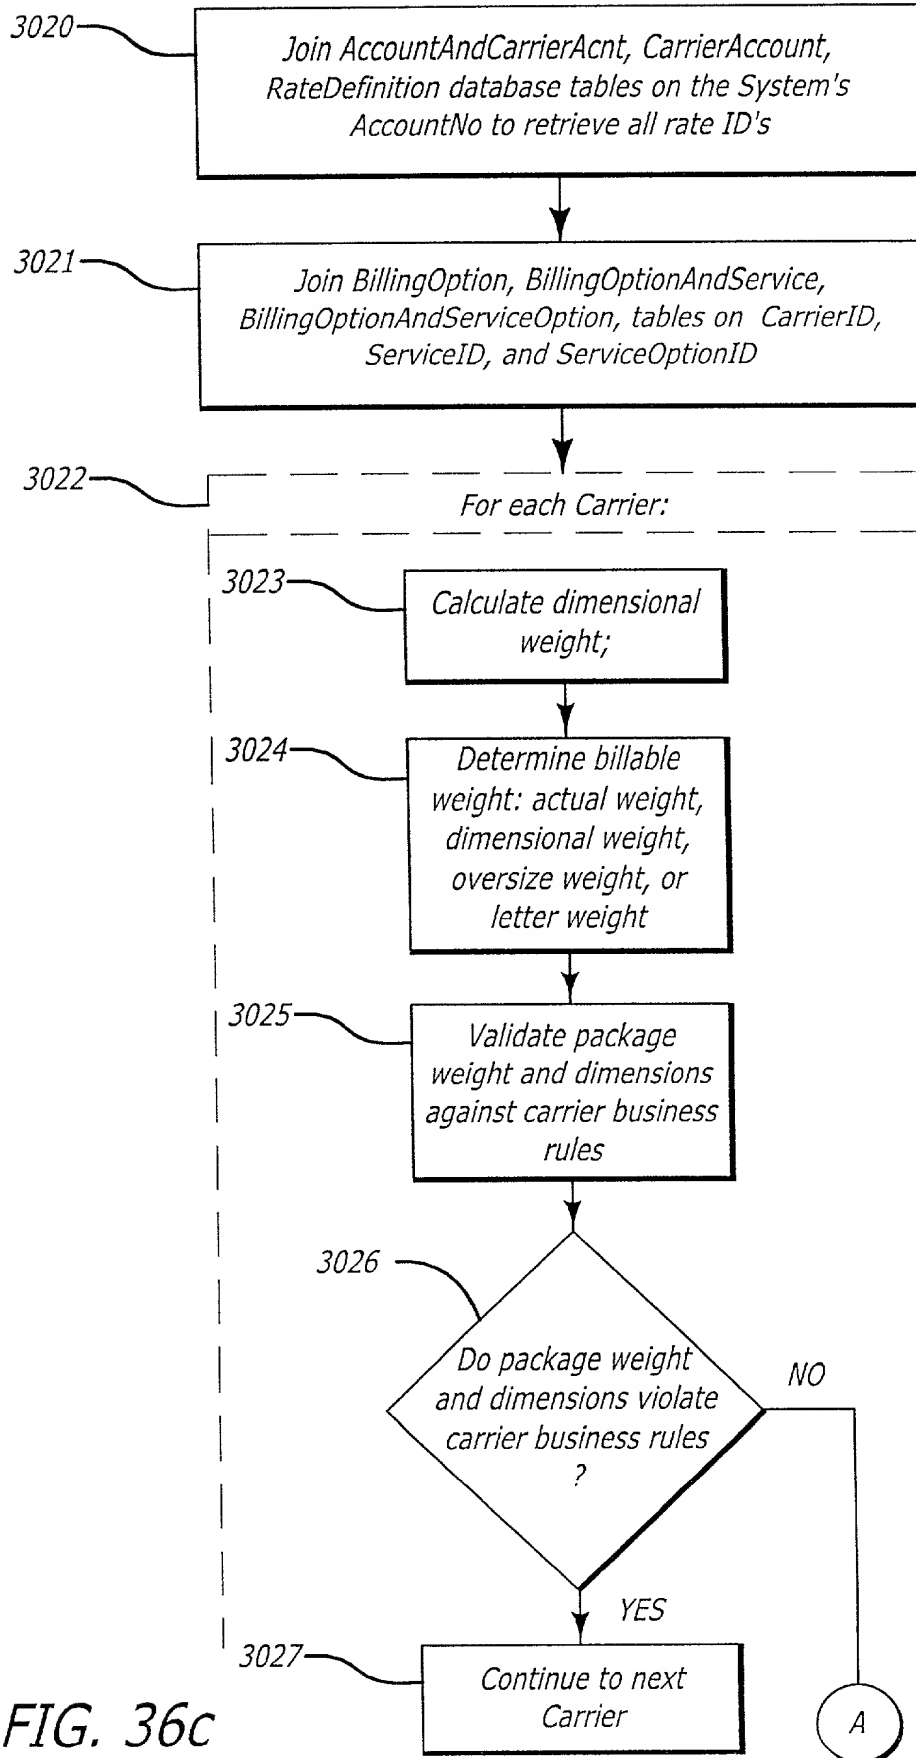 3020
Join AccountAndCarrierAcnt, CarrierAccount,
RateDefinition database tables on the System's
AccountNo to retrieve all rate ID's
3021
Join BillingOption, BillingOptionAndService,
BillingOptionAndServiceOption, tables on CarrierID,
ServiceID, and ServiceOptionID
3022
For each Carrier:
3023
Calculate dimensional
weight;
3024
Determine billable
weight: actual weight,
dimensional weight,
oversize weight, or
letter weight
3025
Validate package
weight and dimensions
against carrier business
rules
3026
Do package weight
and dimensions violate
carrier business rules
?
NO
YES
3027
Continue to next
Carrier
A
FIG. 36c